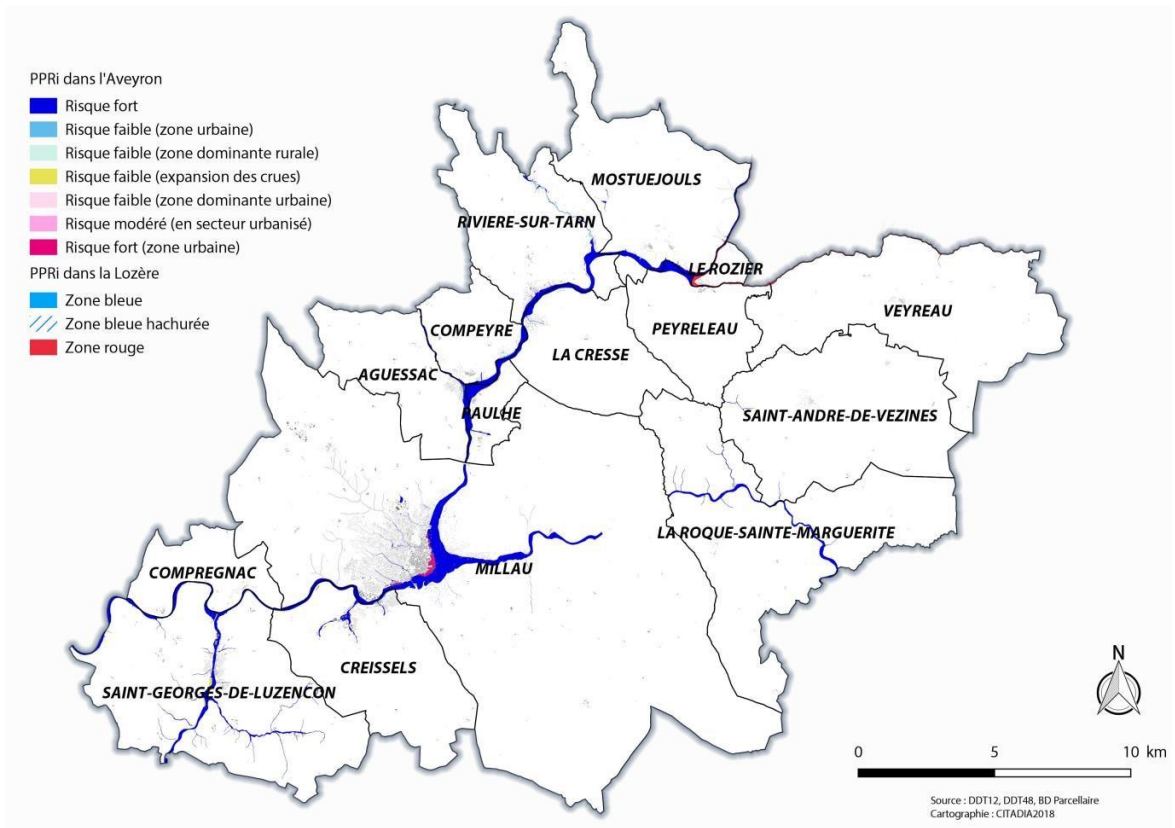 PPRi dans l'Aveyron
Risque fort
Risque faible (zone urbaine)
Risque faible (zone dominante rurale)
Risque faible (expansion des crues)
Risque faible (zone dominante urbaine)
Risque modéré (en secteur urbanisé)
Risque fort (zone urbaine)
PPRi dans la Lozère
Zone bleue
Zone bleue hachurée
Zone rouge
MOSTUEJOULS
RIVIERE-SUR-TARN
LE ROZIER
VEYREAU
COMPEYRE
PEYRELEAU
LA CRESSE
AGUESSAC
PAULHE
SAINT-ANDRE-DE-VEZINES
LA ROQUE-SAINTE-MARGUERITE
MILLAU
COMPREGNAC
CREISSELS
SAINT-GEORGES-DE-LUZENCON
N
0 5 10 km
Source : DDT12, DDT48, BD Parcellaire
Cartographie : CITADIA2018